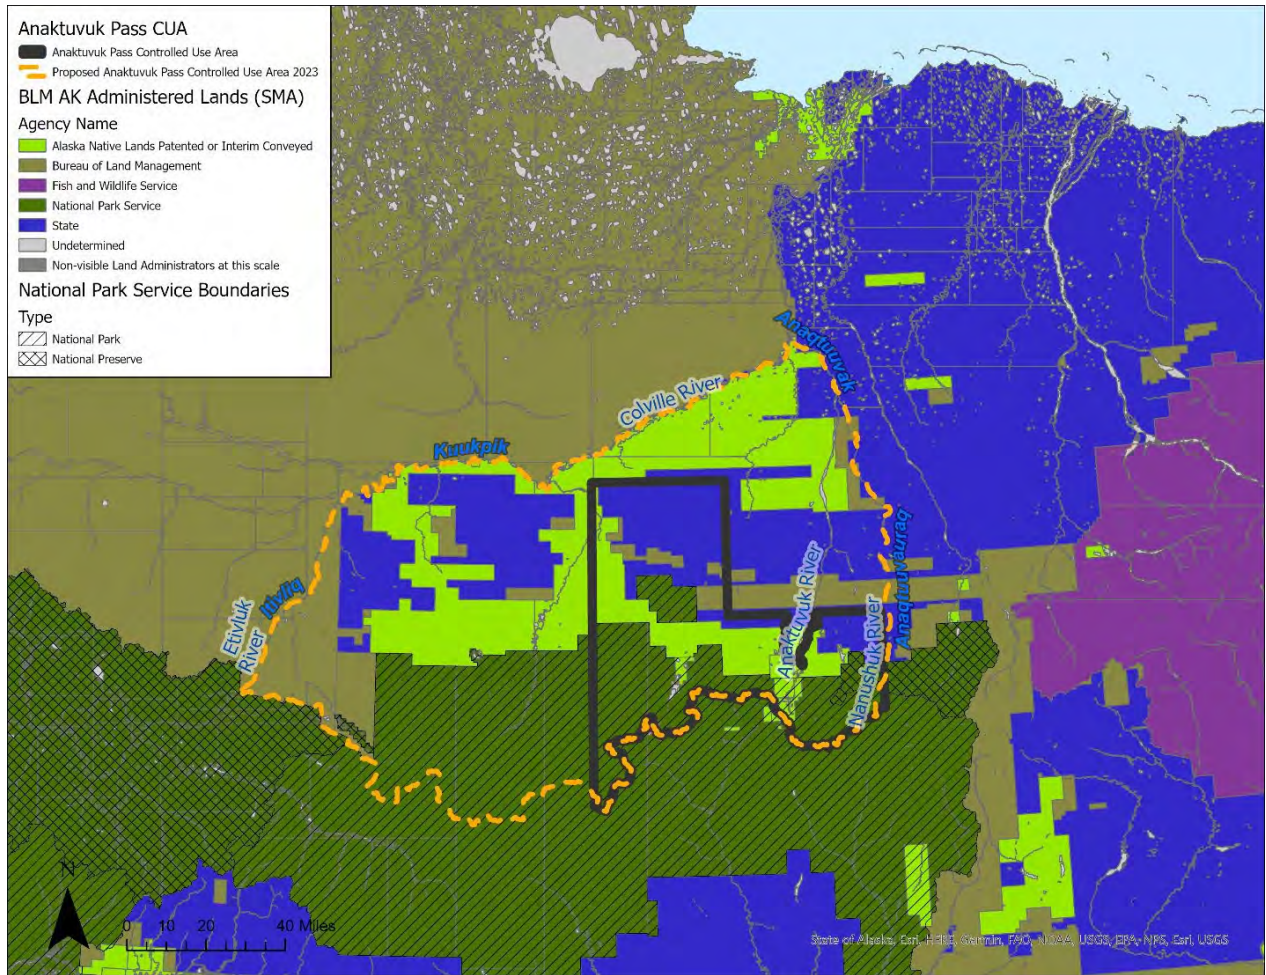 Anaktuvuk Pass CUA
Anaktuvuk Pass Controlled Use Area
Proposed Anaktuvuk Pass Controlled Use Area 2023
BLM AK Administered Lands (SMA)
Agency Name
Alaska Native Lands Patented or Interim Conveyed
Bureau of Land Management
Fish and Wildlife Service
National Park Service
State
Undetermined
Non-visible Land Administrators at this scale
National Park Service Boundaries
Type
National Park
National Preserve
Anaqtuuvak
Colville River
Kuukpik
Anaktuvuk River
Anaqtuuvauraq
Itivliq
Etivluk
River
Nanushuk River
N
0 10 20 40 Miles
State of Alaska, Esri, HERE, Garmin, FAO, NOAA, USGS, EPA, NPS, Esri, USGS